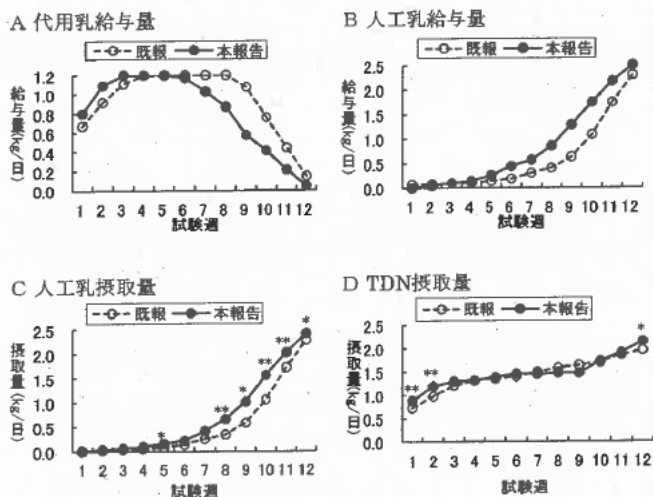 A 代用乳給与量
既報 本報告
給与量(kg/日)
1.2
1.0
0.8
0.6
0.4
0.2
0.0
1 2 3 4 5 6 7 8 9 10 11 12
試験週
B 人工乳給与量
既報 本報告
給与量(kg/日)
2.5
2.0
1.5
1.0
0.5
0.0
1 2 3 4 5 6 7 8 9 10 11 12
試験週
C 人工乳摂取量
既報 本報告
摂取量(kg/日)
2.5
2.0
1.5
1.0
0.5
0.0
* ** * ** ** *
1 2 3 4 5 6 7 8 9 10 11 12
試験週
D TDN摂取量
既報 本報告
摂取量(kg/日)
2.5
2.0
1.5
1.0
0.5
0.0
** ** *
1 2 3 4 5 6 7 8 9 10 11 12
試験週